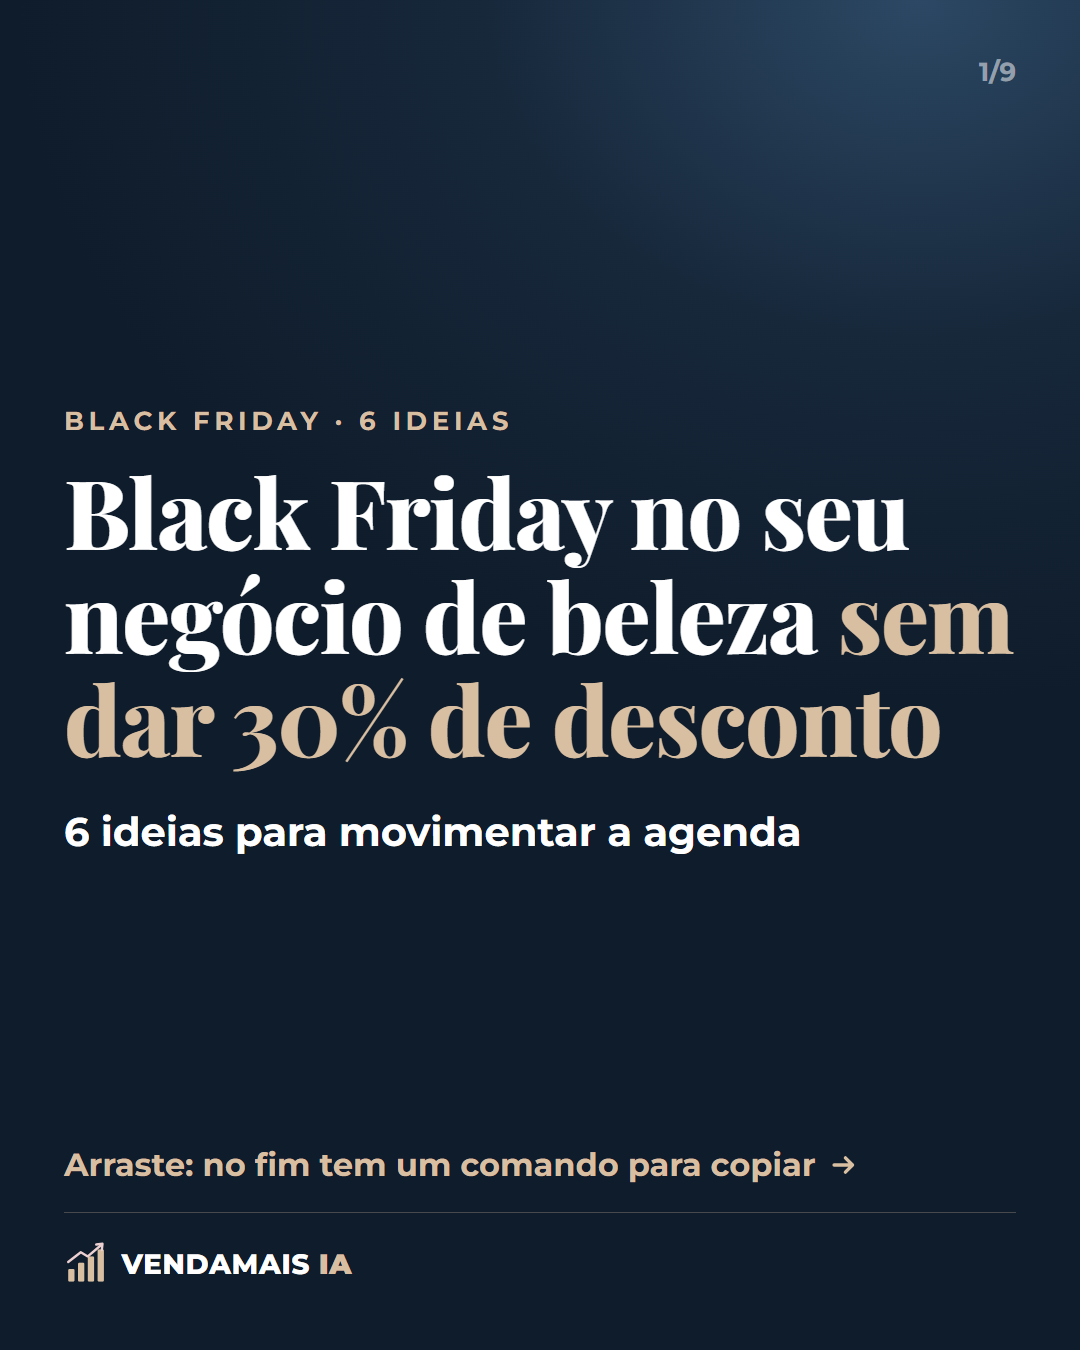 1/9
BLACK FRIDAY · 6 IDEIAS
Black Friday no seu
negócio de beleza sem
dar 30% de desconto
6 ideias para movimentar a agenda
Arraste: no fim tem um comando para copiar →
VENDAMAIS IA